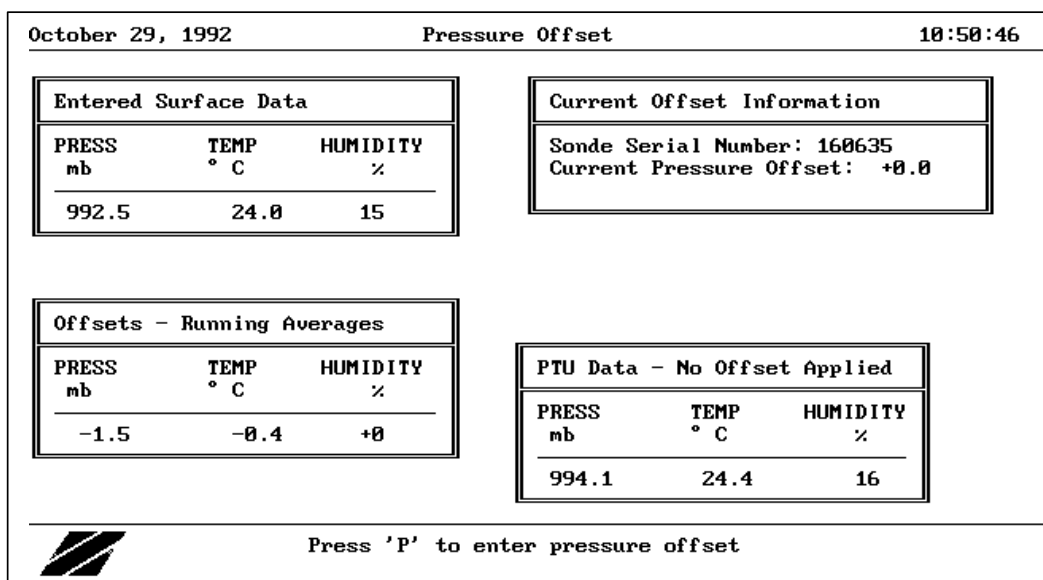 October 29, 1992 Pressure Offset 10:50:46
Entered Surface Data
PRESS TEMP HUMIDITY
mb ° C %
992.5 24.0 15
Current Offset Information
Sonde Serial Number: 160635
Current Pressure Offset: +0.0
Offsets - Running Averages
PRESS TEMP HUMIDITY
mb ° C %
-1.5 -0.4 +0
PTU Data - No Offset Applied
PRESS TEMP HUMIDITY
mb ° C %
994.1 24.4 16
Press 'P' to enter pressure offset